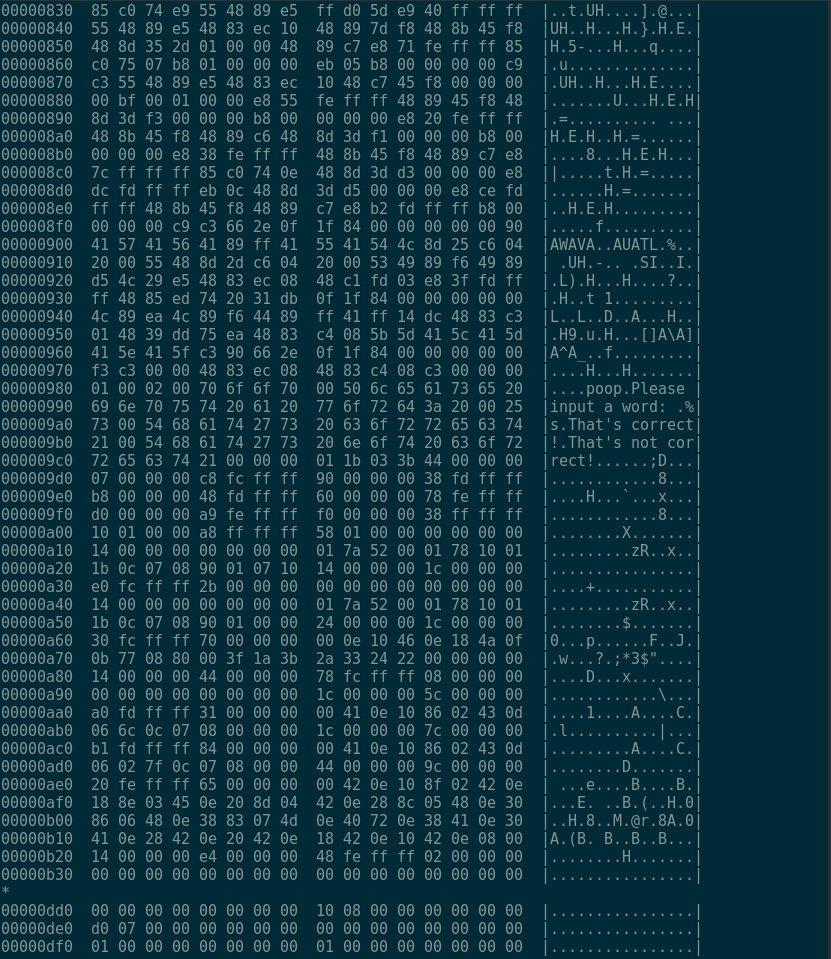 00000830  85 c0 74 e9 55 48 89 e5  ff d0 5d e9 40 ff ff ff  |..t.UH....].@...|
00000840  55 48 89 e5 48 83 ec 10  48 89 7d f8 48 8b 45 f8  |UH..H...H.}.H.E.|
00000850  48 8d 35 2d 01 00 00 48  89 c7 e8 71 fe ff ff 85  |H.5-...H...q....|
00000860  c0 75 07 b8 01 00 00 00  eb 05 b8 00 00 00 00 c9  |.u..............|
00000870  c3 55 48 89 e5 48 83 ec  10 48 c7 45 f8 00 00 00  |.UH..H...H.E....|
00000880  00 bf 00 01 00 00 e8 55  fe ff ff 48 89 45 f8 48  |.......U...H.E.H|
00000890  8d 3d f3 00 00 00 b8 00  00 00 00 e8 20 fe ff ff  |.=.......... ...|
000008a0  48 8b 45 f8 48 89 c6 48  8d 3d f1 00 00 00 b8 00  |H.E.H..H.=......|
000008b0  00 00 00 e8 38 fe ff ff  48 8b 45 f8 48 89 c7 e8  |....8...H.E.H...|
000008c0  7c ff ff ff 85 c0 74 0e  48 8d 3d d3 00 00 00 e8  ||.....t.H.=.....|
000008d0  dc fd ff ff eb 0c 48 8d  3d d5 00 00 00 e8 ce fd  |......H.=.......|
000008e0  ff ff 48 8b 45 f8 48 89  c7 e8 b2 fd ff ff b8 00  |..H.E.H.........|
000008f0  00 00 00 c9 c3 66 2e 0f  1f 84 00 00 00 00 00 90  |.....f..........|
00000900  41 57 41 56 41 89 ff 41  55 41 54 4c 8d 25 c6 04  |AWAVA..AUATL.%..|
00000910  20 00 55 48 8d 2d c6 04  20 00 53 49 89 f6 49 89  | .UH.-.. .SI..I.|
00000920  d5 4c 29 e5 48 83 ec 08  48 c1 fd 03 e8 3f fd ff  |.L).H...H....?..|
00000930  ff 48 85 ed 74 20 31 db  0f 1f 84 00 00 00 00 00  |.H..t 1.........|
00000940  4c 89 ea 4c 89 f6 44 89  ff 41 ff 14 dc 48 83 c3  |L..L..D..A...H..|
00000950  01 48 39 dd 75 ea 48 83  c4 08 5b 5d 41 5c 41 5d  |.H9.u.H...[]A\A]|
00000960  41 5e 41 5f c3 90 66 2e  0f 1f 84 00 00 00 00 00  |A^A_..f.........|
00000970  f3 c3 00 00 48 83 ec 08  48 83 c4 08 c3 00 00 00  |....H...H.......|
00000980  01 00 02 00 70 6f 6f 70  00 50 6c 65 61 73 65 20  |....poop.Please |
00000990  69 6e 70 75 74 20 61 20  77 6f 72 64 3a 20 00 25  |input a word: .%|
000009a0  73 00 54 68 61 74 27 73  20 63 6f 72 72 65 63 74  |s.That's correct|
000009b0  21 00 54 68 61 74 27 73  20 6e 6f 74 20 63 6f 72  |!.That's not cor|
000009c0  72 65 63 74 21 00 00 00  01 1b 03 3b 44 00 00 00  |rect!......;D...|
000009d0  07 00 00 00 c8 fc ff ff  90 00 00 00 38 fd ff ff  |............8...|
000009e0  b8 00 00 00 48 fd ff ff  60 00 00 00 78 fe ff ff  |....H...`...x...|
000009f0  d0 00 00 00 a9 fe ff ff  f0 00 00 00 38 ff ff ff  |............8...|
00000a00  10 01 00 00 a8 ff ff ff  58 01 00 00 00 00 00 00  |........X.......|
00000a10  14 00 00 00 00 00 00 00  01 7a 52 00 01 78 10 01  |.........zR..x..|
00000a20  1b 0c 07 08 90 01 07 10  14 00 00 00 1c 00 00 00  |................|
00000a30  e0 fc ff ff 2b 00 00 00  00 00 00 00 00 00 00 00  |....+...........|
00000a40  14 00 00 00 00 00 00 00  01 7a 52 00 01 78 10 01  |.........zR..x..|
00000a50  1b 0c 07 08 90 01 00 00  24 00 00 00 1c 00 00 00  |........$.......|
00000a60  30 fc ff ff 70 00 00 00  00 0e 10 46 0e 18 4a 0f  |0...p......F..J.|
00000a70  0b 77 08 80 00 3f 1a 3b  2a 33 24 22 00 00 00 00  |.w...?.;*3$"....|
00000a80  14 00 00 00 44 00 00 00  78 fc ff ff 08 00 00 00  |....D...x.......|
00000a90  00 00 00 00 00 00 00 00  1c 00 00 00 5c 00 00 00  |............\...|
00000aa0  a0 fd ff ff 31 00 00 00  00 41 0e 10 86 02 43 0d  |....1....A....C.|
00000ab0  06 6c 0c 07 08 00 00 00  1c 00 00 00 7c 00 00 00  |.l..........|...|
00000ac0  b1 fd ff ff 84 00 00 00  00 41 0e 10 86 02 43 0d  |.........A....C.|
00000ad0  06 02 7f 0c 07 08 00 00  44 00 00 00 9c 00 00 00  |........D.......|
00000ae0  20 fe ff ff 65 00 00 00  00 42 0e 10 8f 02 42 0e  | ...e....B....B.|
00000af0  18 8e 03 45 0e 20 8d 04  42 0e 28 8c 05 48 0e 30  |...E. ..B.(..H.0|
00000b00  86 06 48 0e 38 83 07 4d  0e 40 72 0e 38 41 0e 30  |..H.8..M.@r.8A.0|
00000b10  41 0e 28 42 0e 20 42 0e  18 42 0e 10 42 0e 08 00  |A.(B. B..B..B...|
00000b20  14 00 00 00 e4 00 00 00  48 fe ff ff 02 00 00 00  |........H.......|
00000b30  00 00 00 00 00 00 00 00  00 00 00 00 00 00 00 00  |................|
*
00000dd0  00 00 00 00 00 00 00 00  10 08 00 00 00 00 00 00  |................|
00000de0  d0 07 00 00 00 00 00 00  00 00 00 00 00 00 00 00  |................|
00000df0  01 00 00 00 00 00 00 00  01 00 00 00 00 00 00 00  |................|